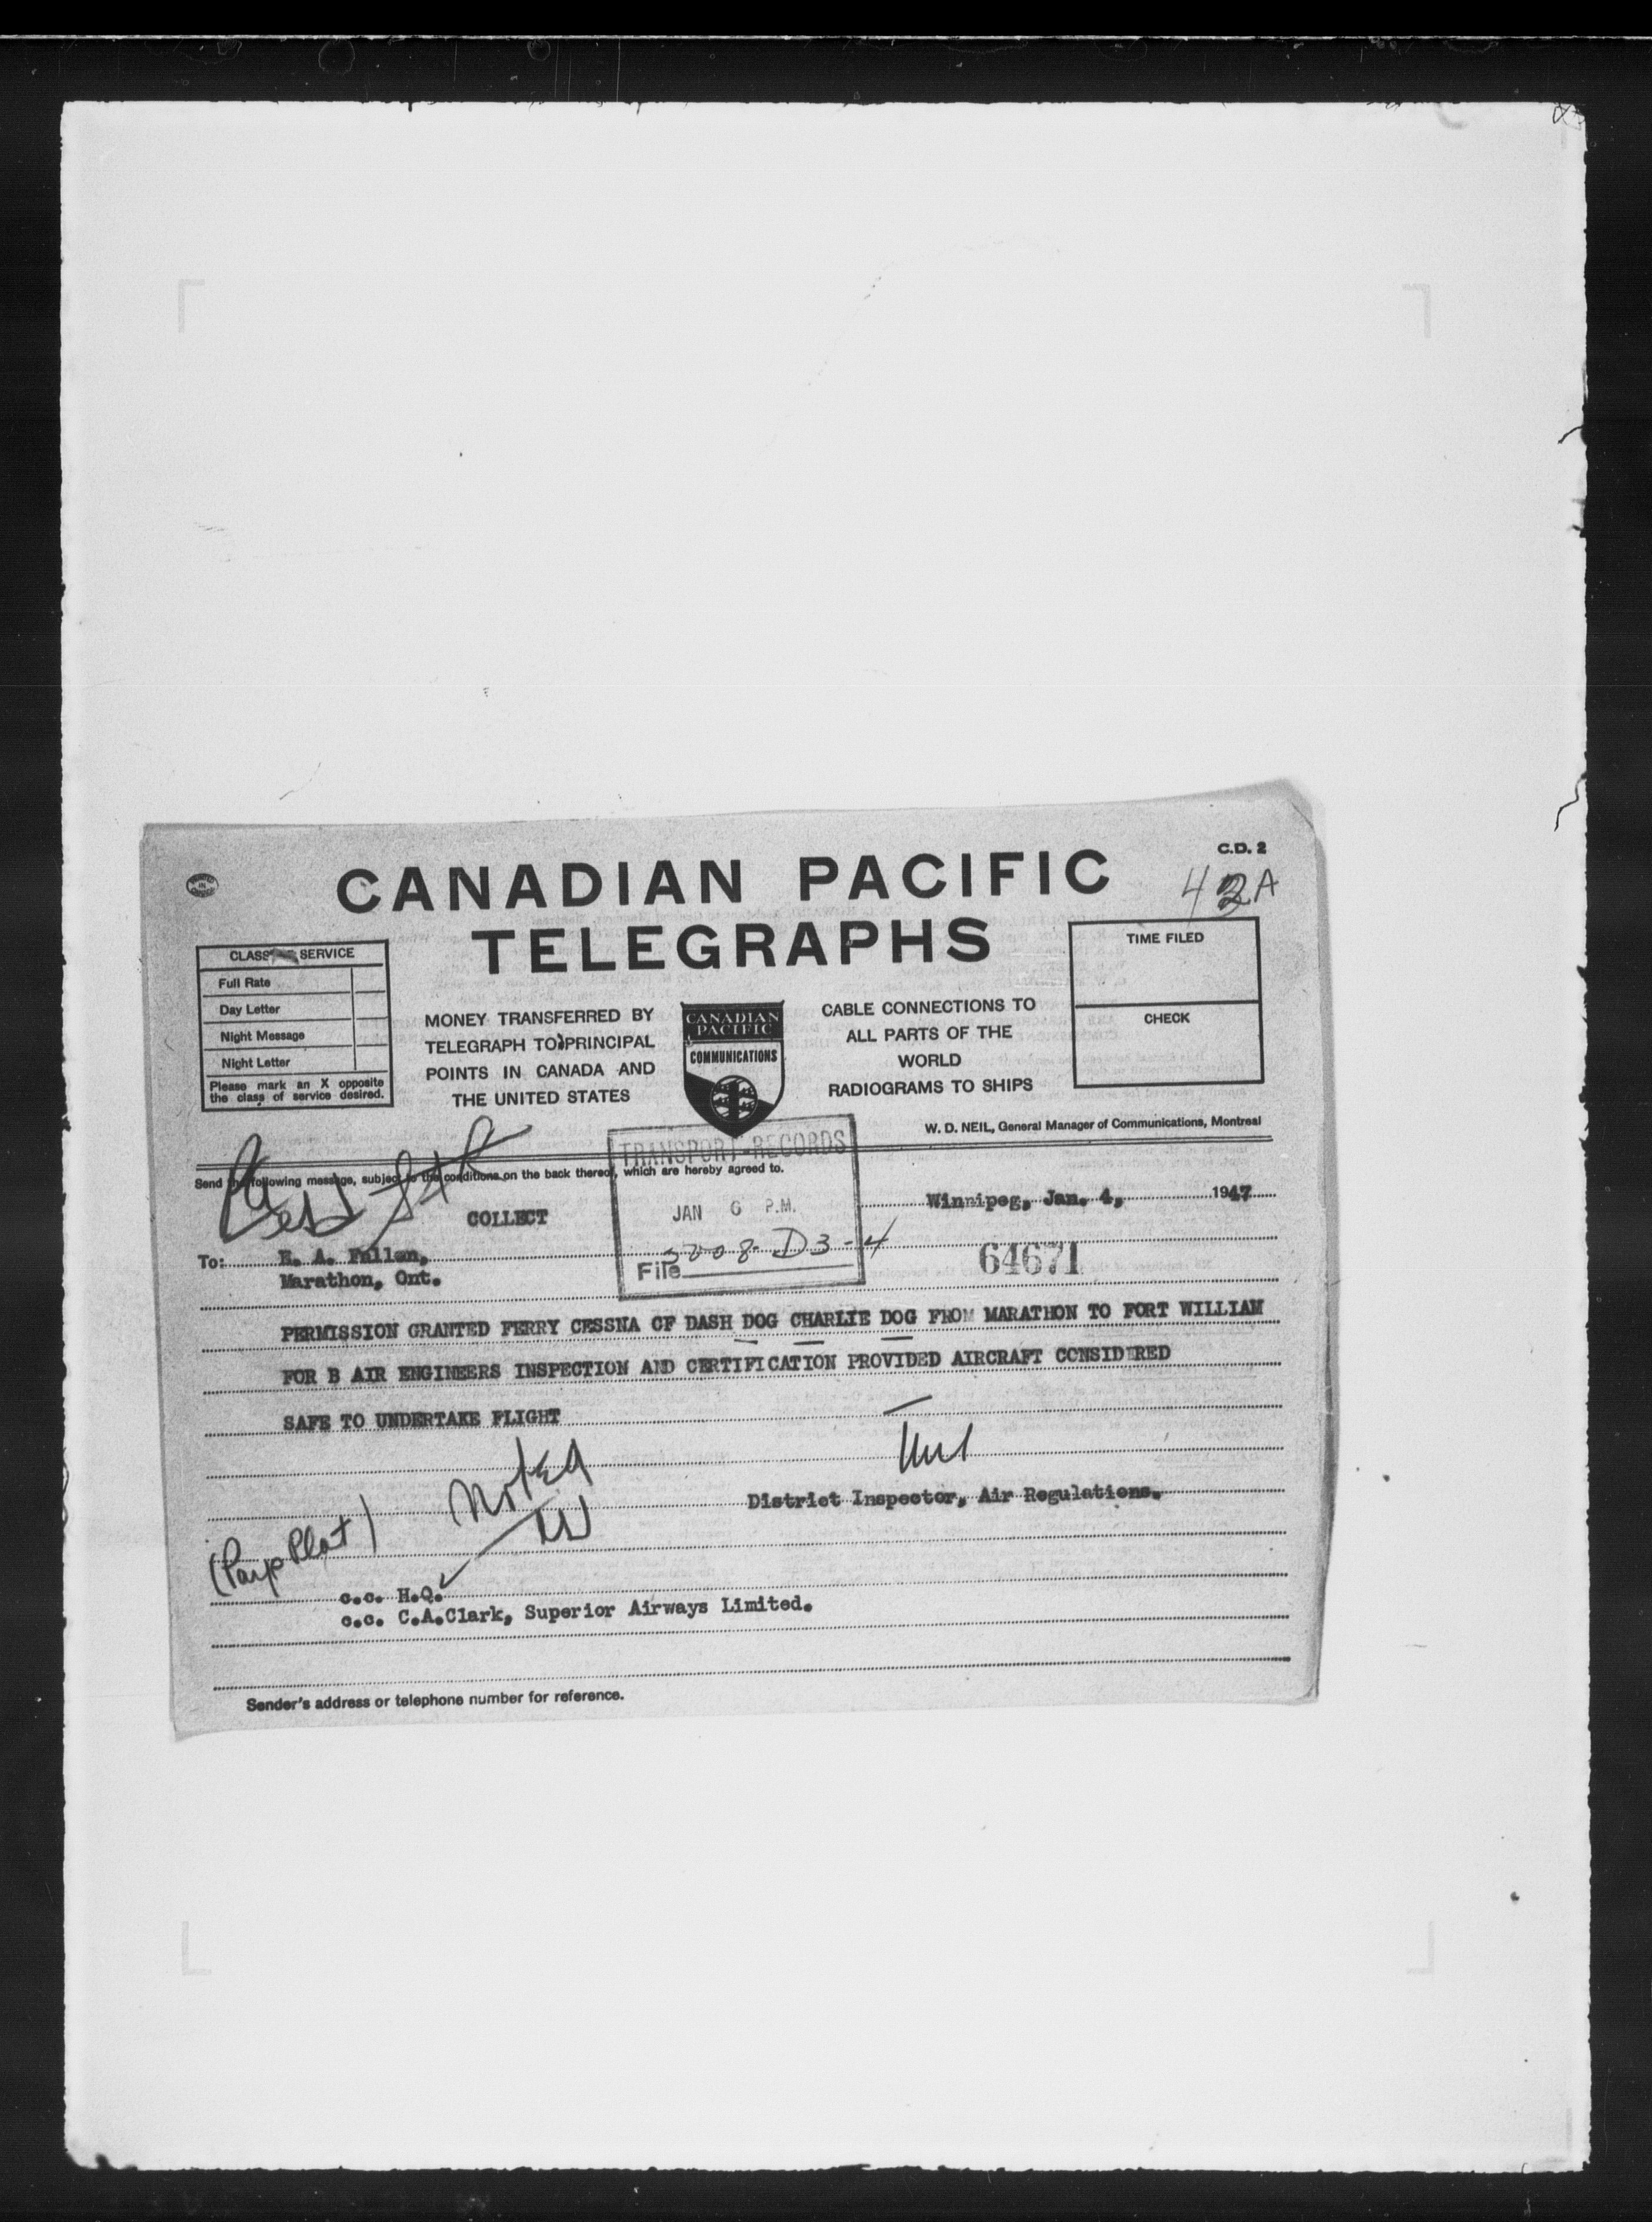 C.D. 2
42A
CANADIAN PACIFIC
TELEGRAPHS
CLASS SERVICE
Full Rate
Day Letter
Night Message
Night Letter
Please mark an X opposite
the class of service desired.
MONEY TRANSFERRED BY
TELEGRAPH TO PRINCIPAL
POINTS IN CANADA AND
THE UNITED STATES
CANADIAN
PACIFIC
COMMUNICATIONS
CABLE CONNECTIONS TO
ALL PARTS OF THE
WORLD
RADIOGRAMS TO SHIPS
TIME FILED
CHECK
W. D. NEIL, General Manager of Communications, Montreal
TRANSPORT-RECORDS
Send the following message, subject to the conditions on the back thereof, which are hereby agreed to.
JAN 6 P.M.
Winnipeg, Jan. 4, 1947
COLLECT
File 5008-D3-4
64671
To: E. A. Fallen,
Marathon, Ont.
PERMISSION GRANTED FERRY CESSNA CF DASH DOG CHARLIE DOG FROM MARATHON TO FORT WILLIAM
FOR B AIR ENGINEERS INSPECTION AND CERTIFICATION PROVIDED AIRCRAFT CONSIDERED
SAFE TO UNDERTAKE FLIGHT
Noted
District Inspector, Air Regulations.
(Pays Plat)
c.c. H.Q.
c.c. C.A.Clark, Superior Airways Limited.
Sender's address or telephone number for reference.